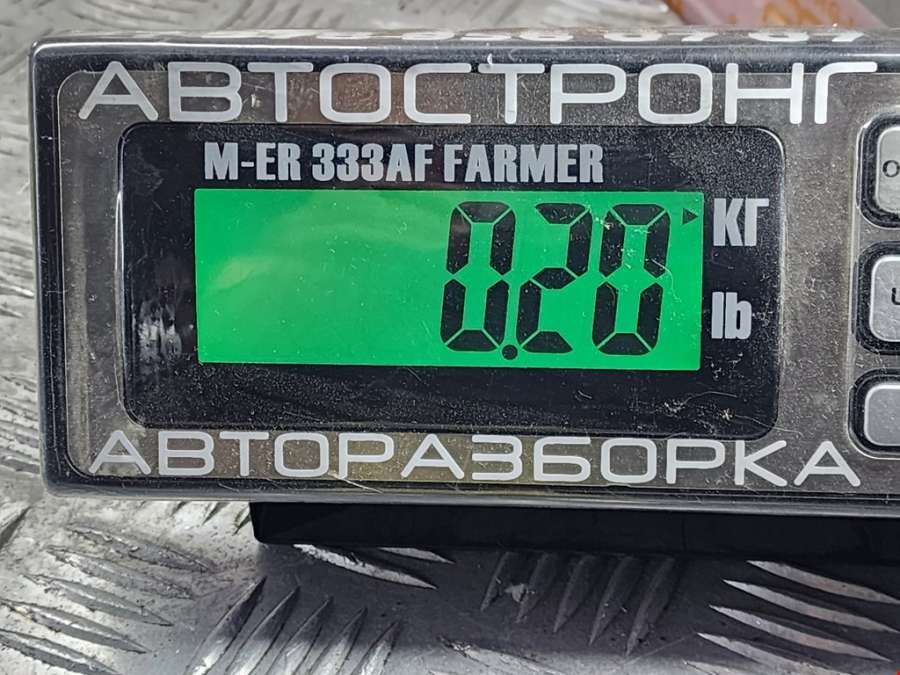 АВТОСТРОНГ
M-ER 333AF FARMER
0.20
КГ
lb
АВТОРАЗБОРКА